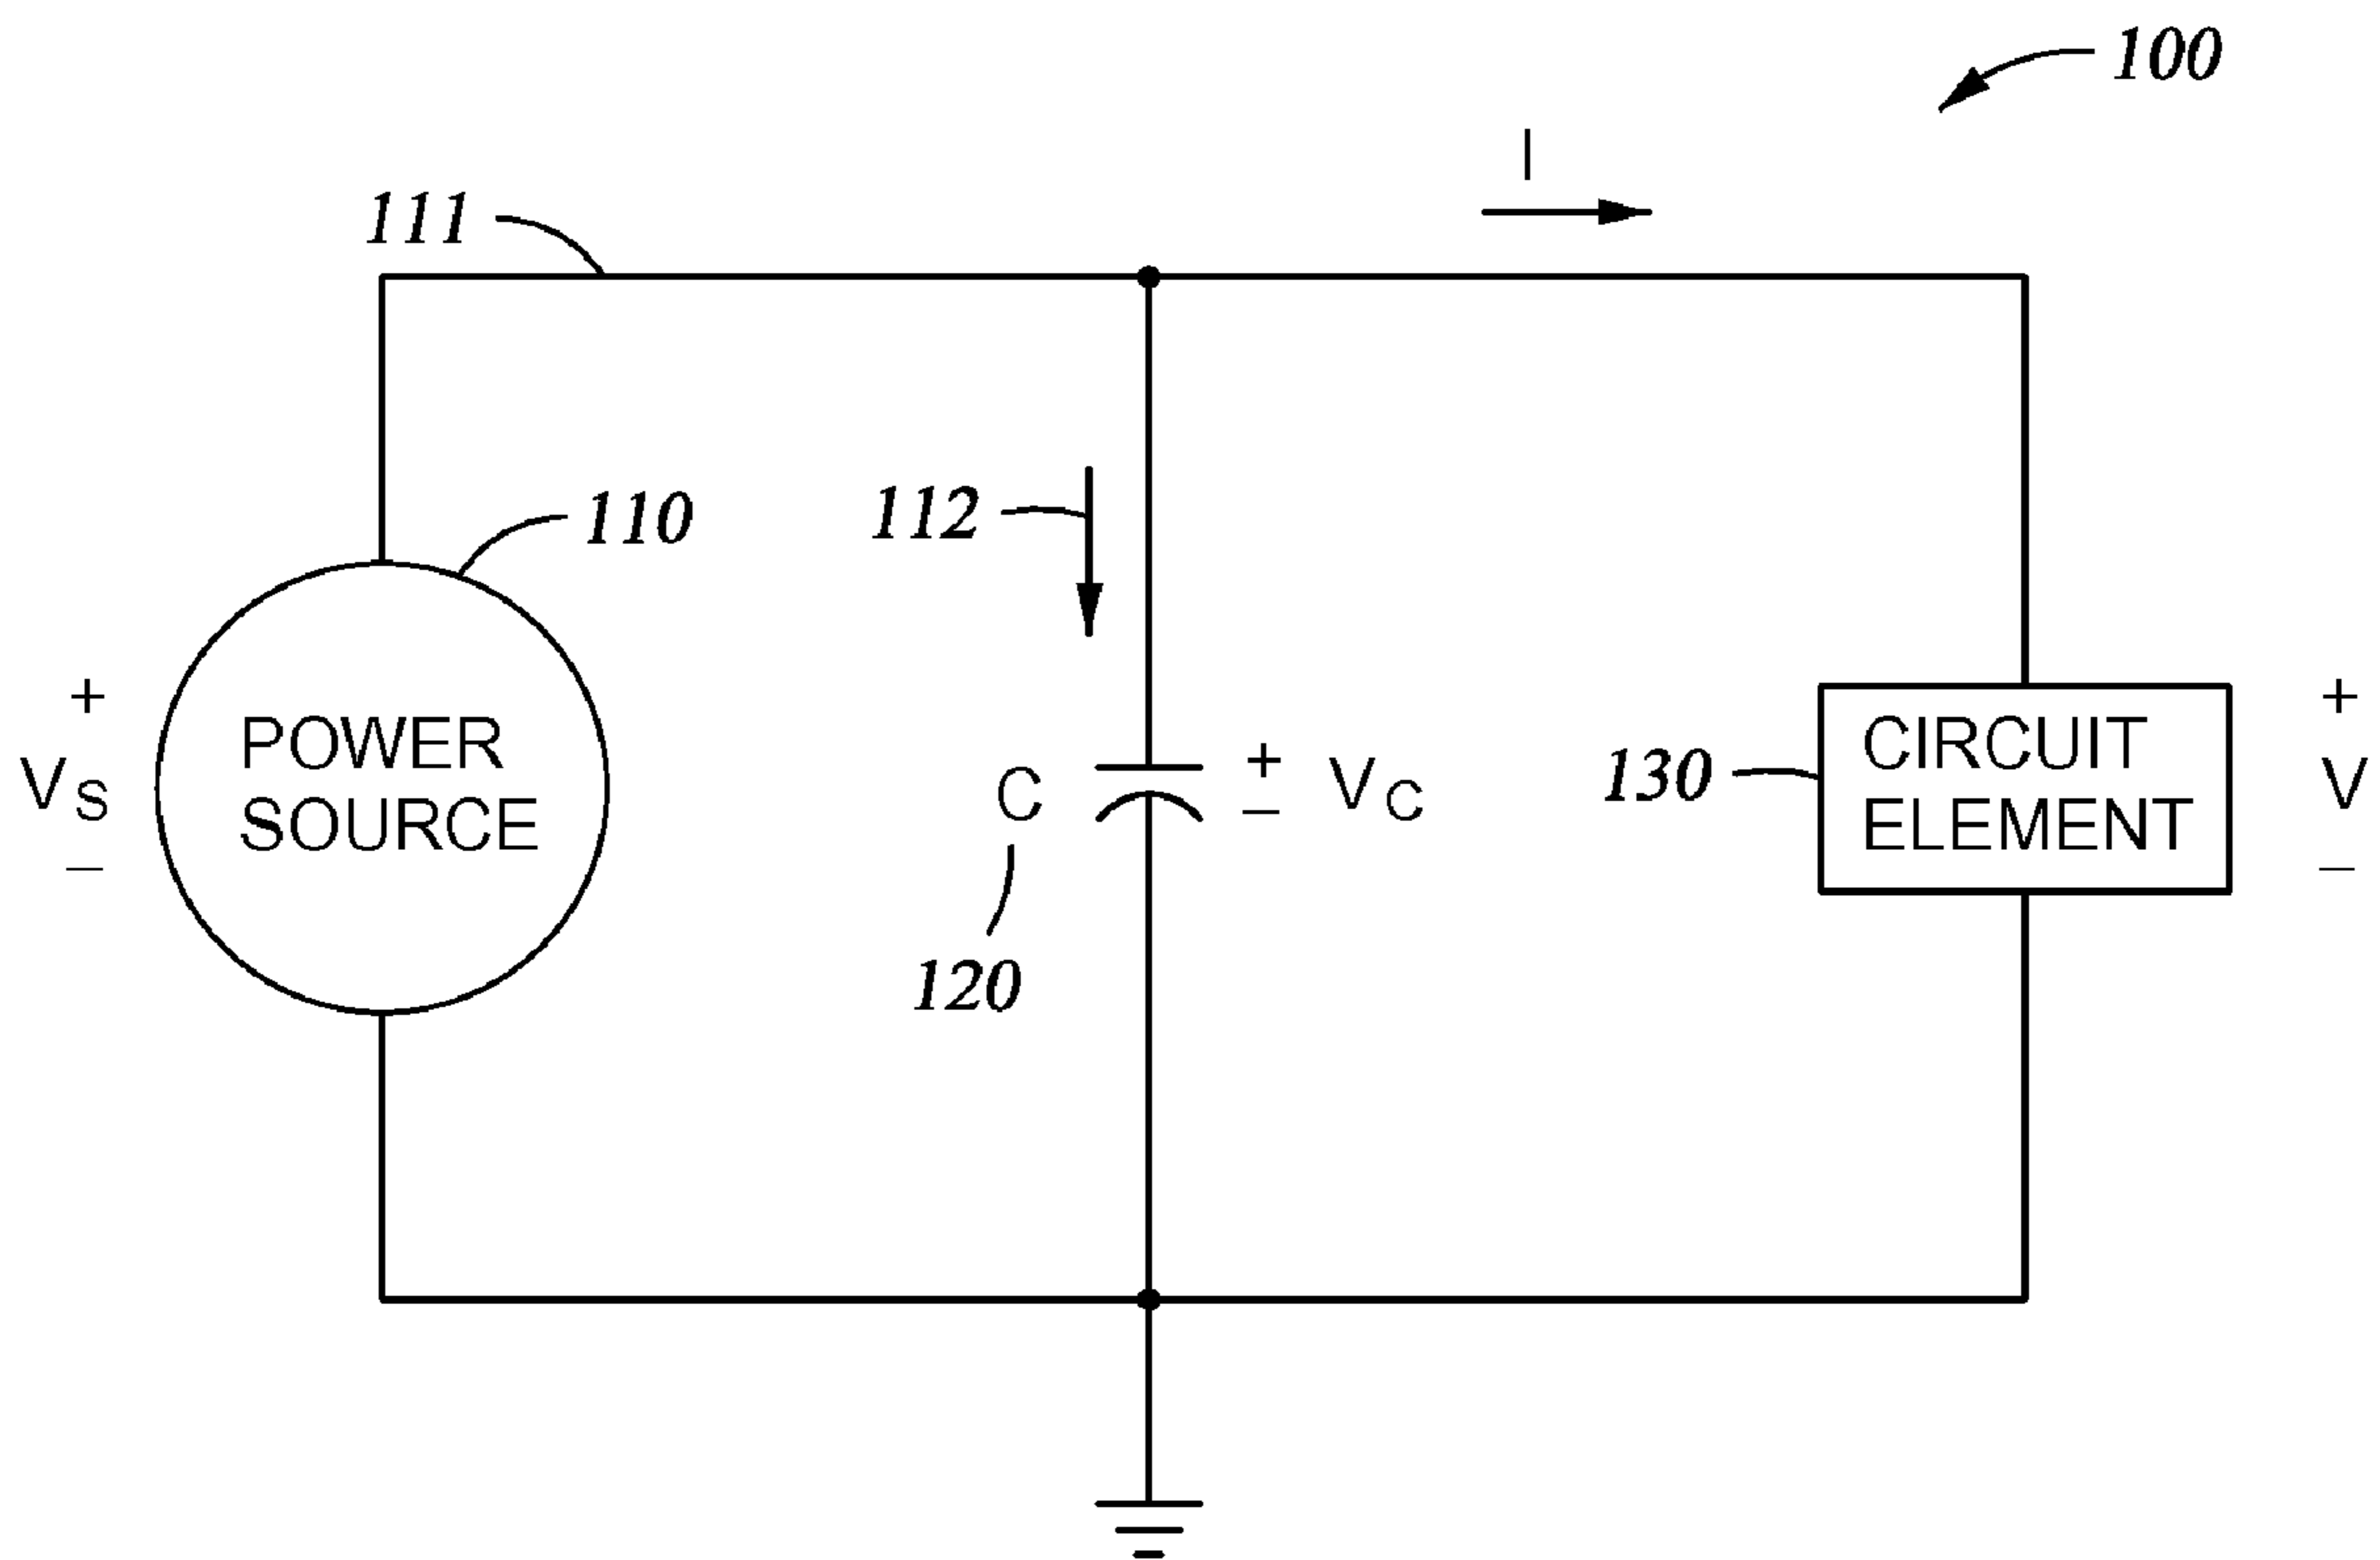 100
I
111
110
112
+
VS
−
POWER
SOURCE
C
+
−
VC
120
130
CIRCUIT
ELEMENT
+
V
−